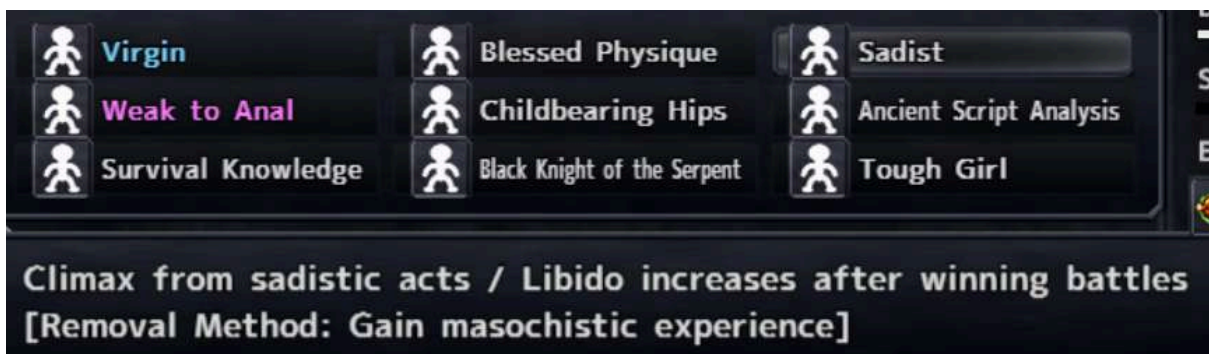 Virgin
Blessed Physique
Sadist
Weak to Anal
Childbearing Hips
Ancient Script Analysis
Survival Knowledge
Black Knight of the Serpent
Tough Girl
Climax from sadistic acts / Libido increases after winning battles
[Removal Method: Gain masochistic experience]